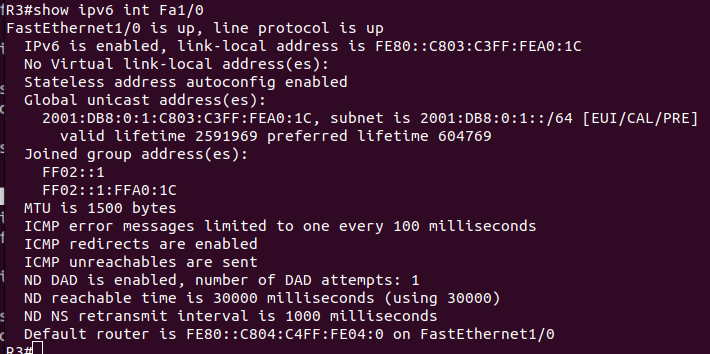 R3#show ipv6 int Fa1/0
FastEthernet1/0 is up, line protocol is up
  IPv6 is enabled, link-local address is FE80::C803:C3FF:FEA0:1C
  No Virtual link-local address(es):
  Stateless address autoconfig enabled
  Global unicast address(es):
    2001:DB8:0:1:C803:C3FF:FEA0:1C, subnet is 2001:DB8:0:1::/64 [EUI/CAL/PRE]
      valid lifetime 2591969 preferred lifetime 604769
  Joined group address(es):
    FF02::1
    FF02::1:FFA0:1C
  MTU is 1500 bytes
  ICMP error messages limited to one every 100 milliseconds
  ICMP redirects are enabled
  ICMP unreachables are sent
  ND DAD is enabled, number of DAD attempts: 1
  ND reachable time is 30000 milliseconds (using 30000)
  ND NS retransmit interval is 1000 milliseconds
  Default router is FE80::C804:C4FF:FE04:0 on FastEthernet1/0
R3#